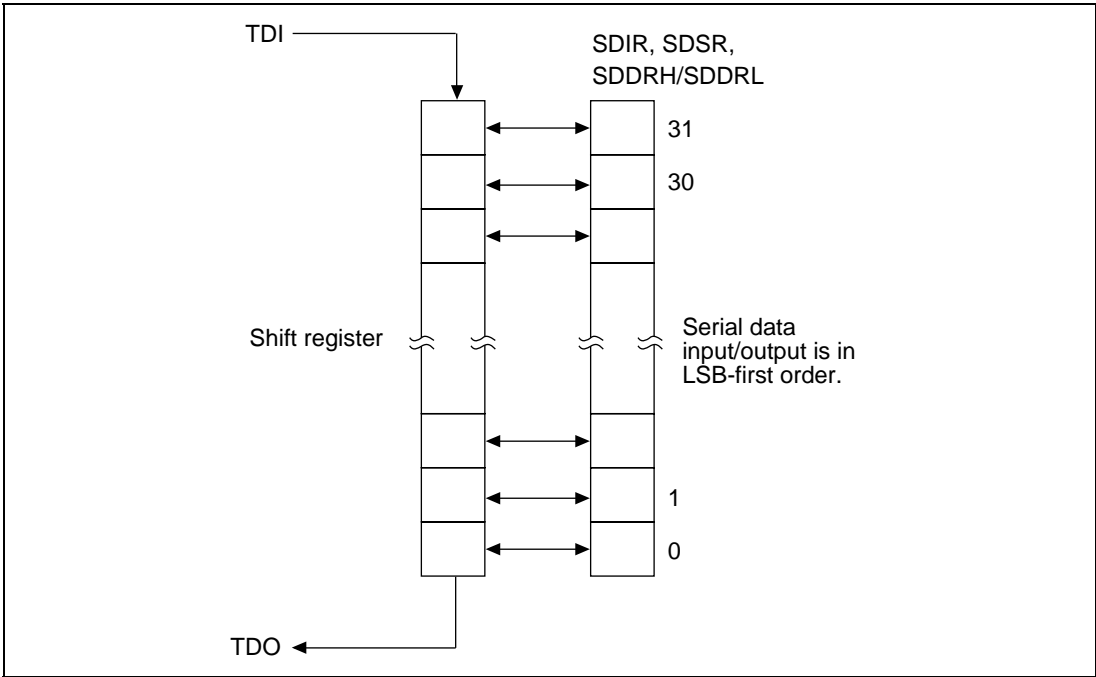 TDI
SDIR, SDSR,
SDDRH/SDDRL
31
30
Shift register
Serial data
input/output is in
LSB-first order.
1
0
TDO